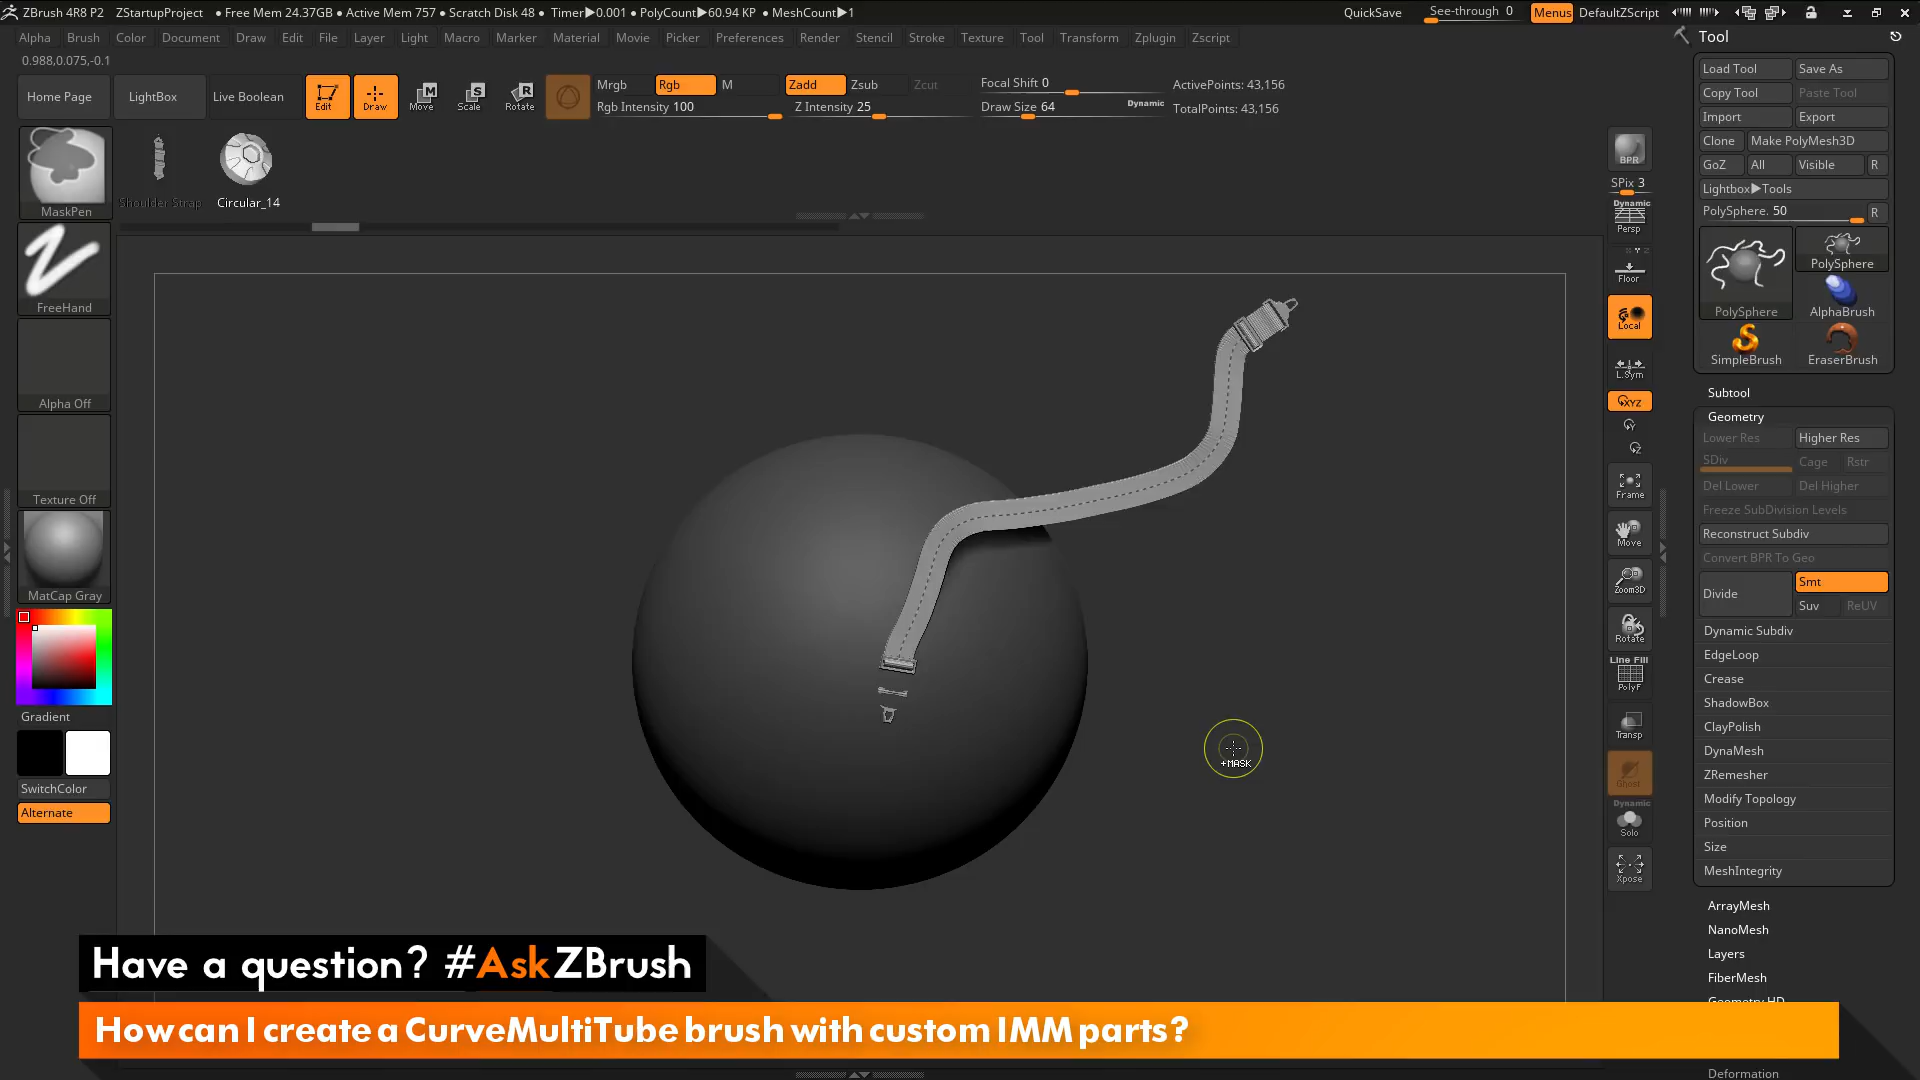 ZBrush 4R8 P2 ZStartupProject • Free Mem 24.37GB • Active Mem 757 • Scratch Disk 48 • Timer▶0.001 • PolyCount▶60.94 KP • MeshCount▶1 QuickSave See-through 0 Menus DefaultZScript
Alpha Brush Color Document Draw Edit File Layer Light Macro Marker Material Movie Picker Preferences Render Stencil Stroke Texture Tool Transform Zplugin Zscript
0.988,0.075,-0.1
Home Page LightBox Live Boolean Edit Draw Move Scale Rotate
Mrgb Rgb M Zadd Zsub Zcut Focal Shift 0 ActivePoints: 43,156
Rgb Intensity 100 Z Intensity 25 Draw Size 64 Dynamic TotalPoints: 43,156
MaskPen
Shoulder Strap Circular_14
FreeHand
Alpha Off
Texture Off
MatCap Gray
Gradient
SwitchColor
Alternate
+MASK
BPR
SPix 3
Dynamic
Persp
Floor
Local
L.Sym
XYZ
Y
Z
Frame
Move
Zoom3D
Rotate
Line Fill
PolyF
Transp
Ghost
Dynamic
Solo
Xpose
Tool
Load Tool Save As
Copy Tool Paste Tool
Import Export
Clone Make PolyMesh3D
GoZ All Visible R
Lightbox▶Tools
PolySphere. 50 R
PolySphere
PolySphere AlphaBrush
SimpleBrush EraserBrush
Subtool
Geometry
Lower Res Higher Res
SDiv Cage Rstr
Del Lower Del Higher
Freeze SubDivision Levels
Reconstruct Subdiv
Convert BPR To Geo
Divide Smt
Suv ReUV
Dynamic Subdiv
EdgeLoop
Crease
ShadowBox
ClayPolish
DynaMesh
ZRemesher
Modify Topology
Position
Size
MeshIntegrity
ArrayMesh
NanoMesh
Layers
FiberMesh
Geometry HD
Deformation
Have a question? #AskZBrush
How can I create a CurveMultiTube brush with custom IMM parts?